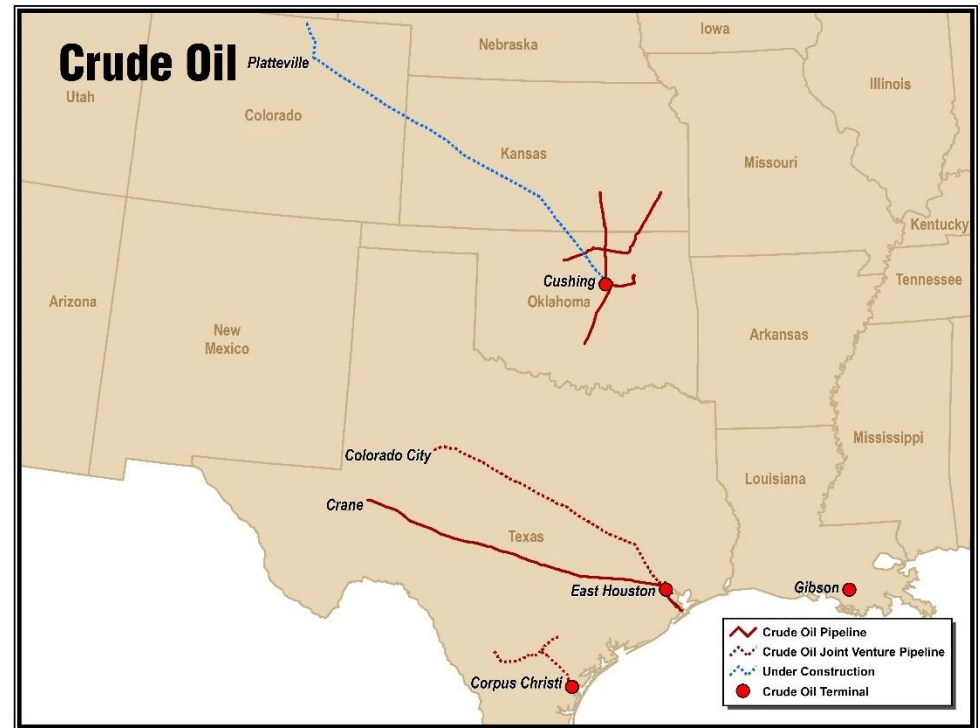 Crude Oil
Platteville
Nebraska
Iowa
Utah
Colorado
Illinois
Kansas
Missouri
Kentucky
Tennessee
Cushing
Oklahoma
Arizona
New
Mexico
Arkansas
Mississippi
Colorado City
Louisiana
Crane
Texas
East Houston
Gibson
Corpus Christi
Crude Oil Pipeline
Crude Oil Joint Venture Pipeline
Under Construction
Crude Oil Terminal